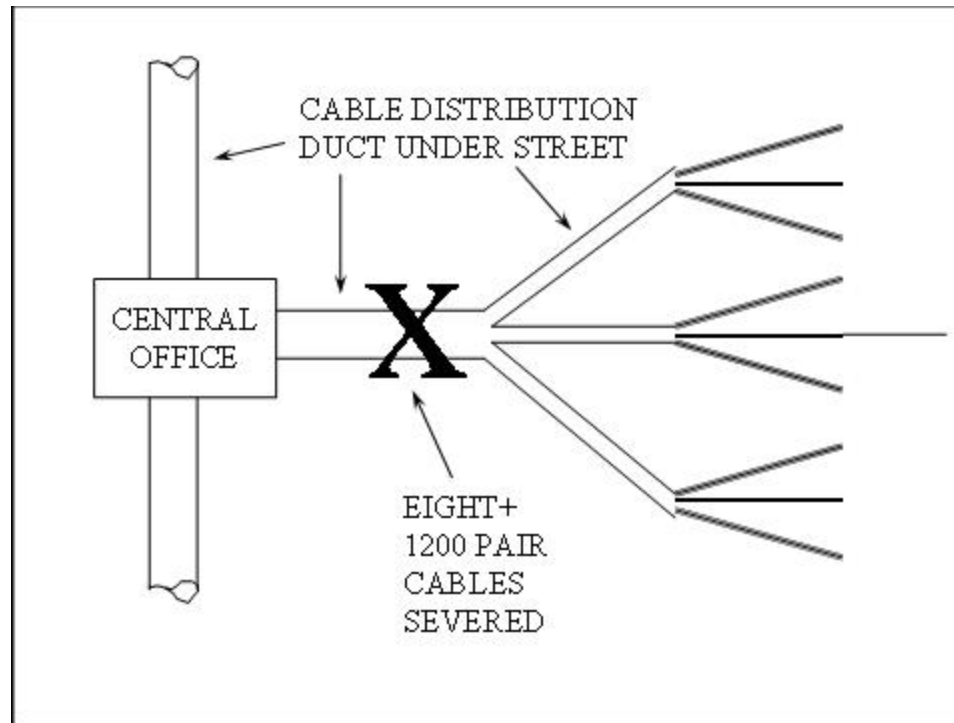 CABLE DISTRIBUTION
DUCT UNDER STREET
CENTRAL
OFFICE
X
EIGHT+
1200 PAIR
CABLES
SEVERED